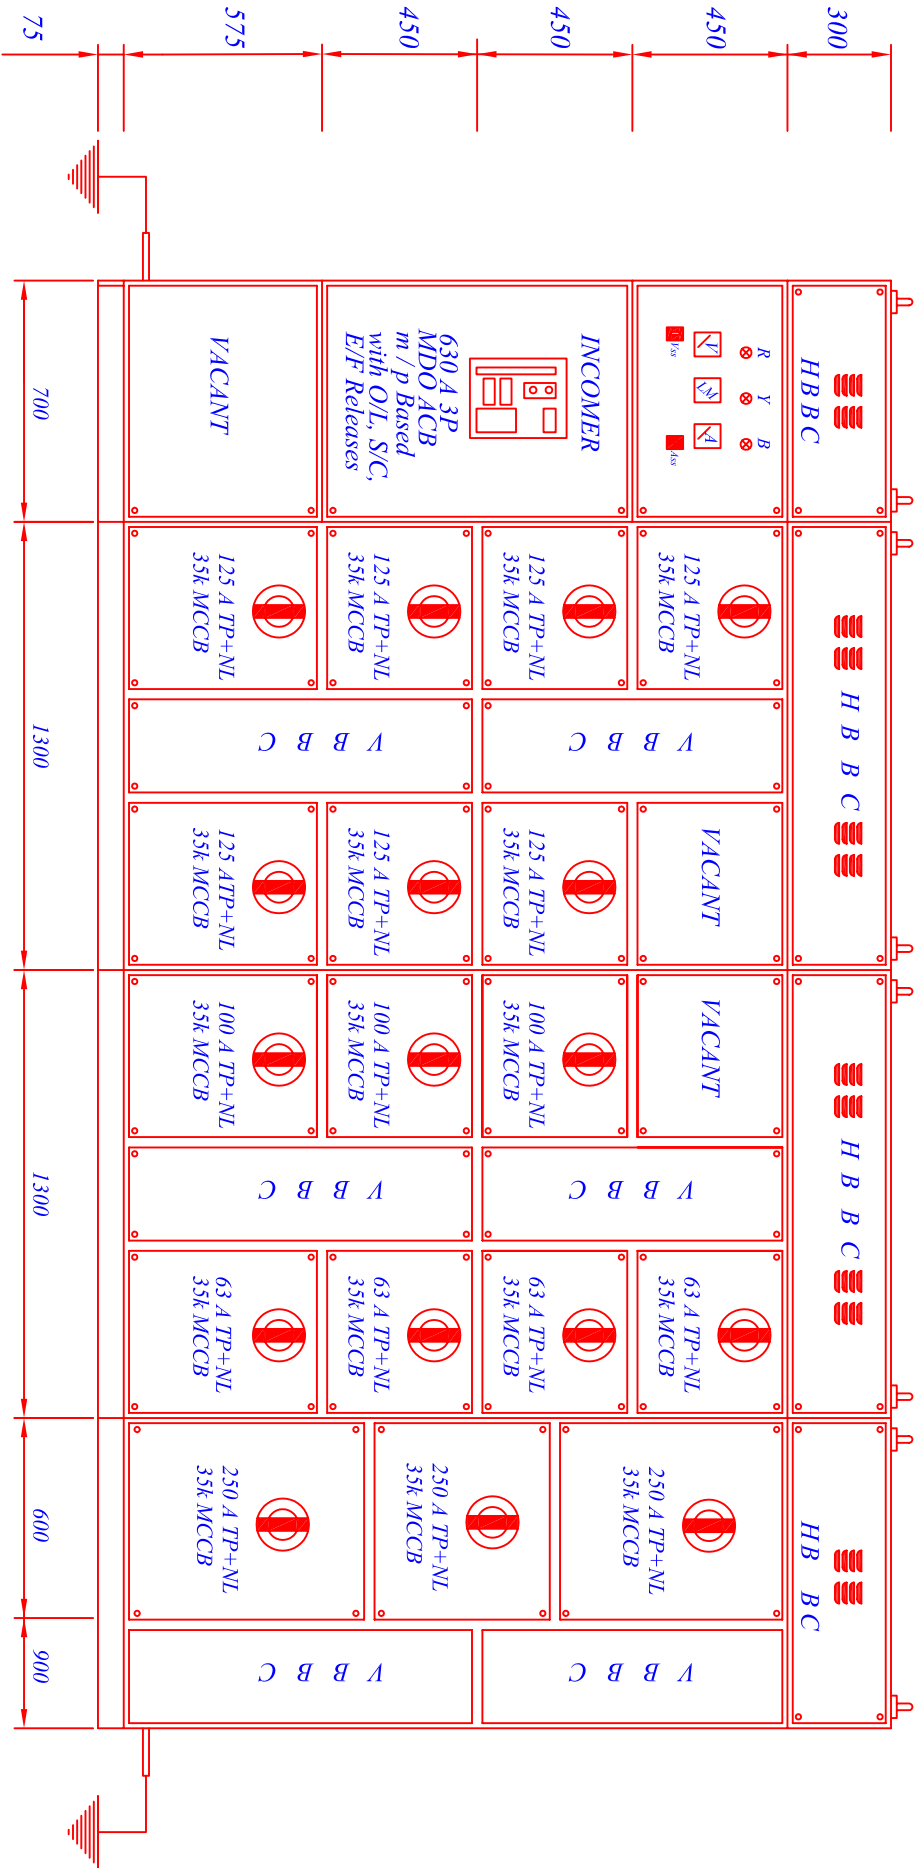 300
450
450
450
575
75
HBBC
R Y B
V LM A
Vss
Ass
INCOMER
630 A 3P
MDO ACB
m / p Based
with O/L, S/C,
E/F Releases
VACANT
700
H B B C
125 A TP+NL
35k MCCB
125 A TP+NL
35k MCCB
125 A TP+NL
35k MCCB
125 A TP+NL
35k MCCB
V B B C
V B B C
VACANT
125 A TP+NL
35k MCCB
125 A TP+NL
35k MCCB
125 ATP+NL
35k MCCB
1300
H B B C
VACANT
100 A TP+NL
35k MCCB
100 A TP+NL
35k MCCB
100 A TP+NL
35k MCCB
V B B C
V B B C
63 A TP+NL
35k MCCB
63 A TP+NL
35k MCCB
63 A TP+NL
35k MCCB
63 A TP+NL
35k MCCB
1300
HB BC
250 A TP+NL
35k MCCB
250 A TP+NL
35k MCCB
250 A TP+NL
35k MCCB
V B B C
V B B C
600
900